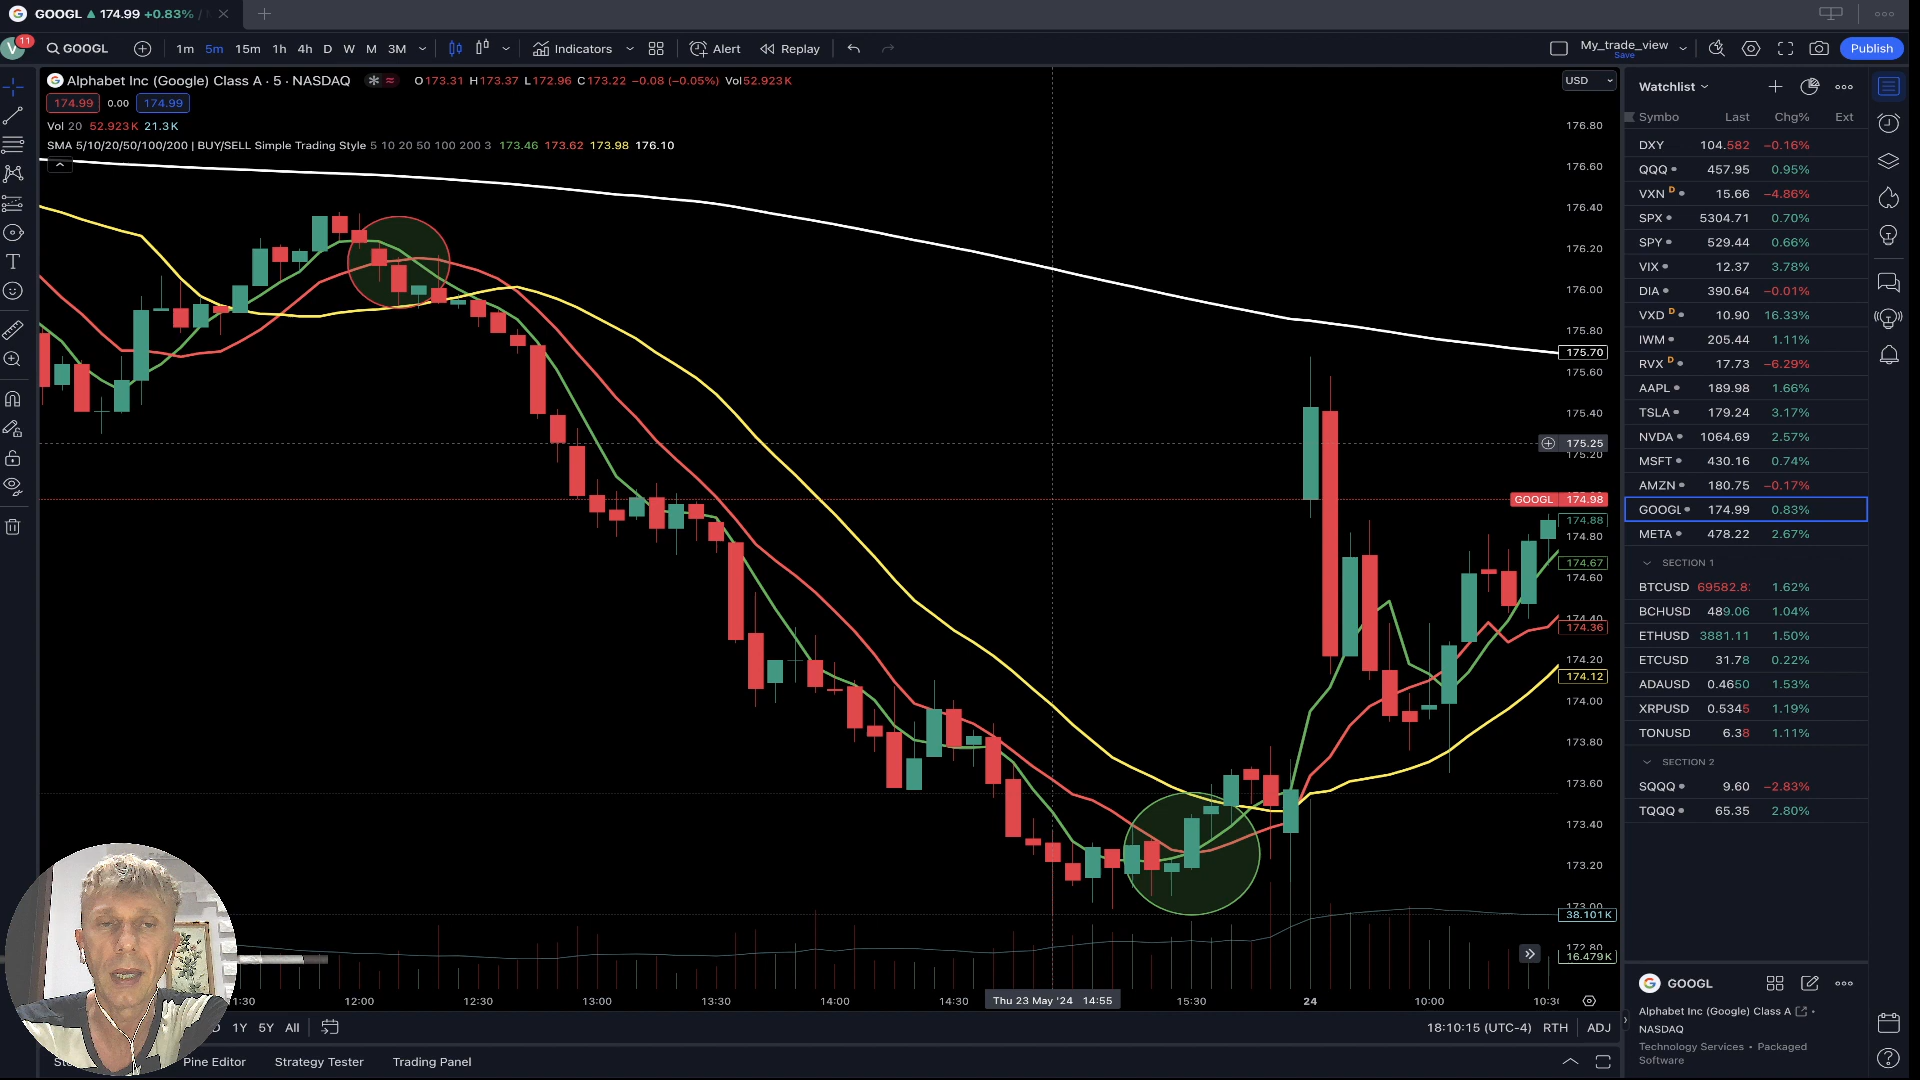 GOOGL ▲ 174.99 +0.83% /
11
V
GOOGL
1m 5m 15m 1h 4h D W M 3M
Indicators
Alert
Replay
My_trade_view
Save
Publish
Alphabet Inc (Google) Class A · 5 · NASDAQ
O173.31 H173.37 L172.96 C173.22 −0.08 (−0.05%) Vol52.923K
174.99 0.00 174.99
Vol 20 52.923K 21.3K
SMA 5/10/20/50/100/200 | BUY/SELL Simple Trading Style 5 10 20 50 100 200 3 173.46 173.62 173.98 176.10
USD
176.80
176.60
176.40
176.20
176.00
175.80
175.70
175.60
175.40
175.25
175.20
GOOGL 174.98
174.88
174.80
174.67
174.60
174.40
174.36
174.20
174.12
174.00
173.80
173.60
173.40
173.20
173.00
38.101K
172.80
16.479K
1:30 12:00 12:30 13:00 13:30 14:00 14:30 Thu 23 May '24 14:55 15:30 24 10:00 10:30
1Y 5Y All
18:10:15 (UTC-4) RTH ADJ
Pine Editor Strategy Tester Trading Panel
Watchlist
Symbo Last Chg% Ext
DXY 104.582 −0.16%
QQQ 457.95 0.95%
VXN D 15.66 −4.86%
SPX 5304.71 0.70%
SPY 529.44 0.66%
VIX 12.37 3.78%
DIA 390.64 −0.01%
VXD D 10.90 16.33%
IWM 205.44 1.11%
RVX D 17.73 −6.29%
AAPL 189.98 1.66%
TSLA 179.24 3.17%
NVDA 1064.69 2.57%
MSFT 430.16 0.74%
AMZN 180.75 −0.17%
GOOGL 174.99 0.83%
META 478.22 2.67%
SECTION 1
BTCUSD 69582.8 1.62%
BCHUSD 489.06 1.04%
ETHUSD 3881.11 1.50%
ETCUSD 31.78 0.22%
ADAUSD 0.4650 1.53%
XRPUSD 0.5345 1.19%
TONUSD 6.38 1.11%
SECTION 2
SQQQ 9.60 −2.83%
TQQQ 65.35 2.80%
GOOGL
Alphabet Inc (Google) Class A
NASDAQ
Technology Services • Packaged
Software